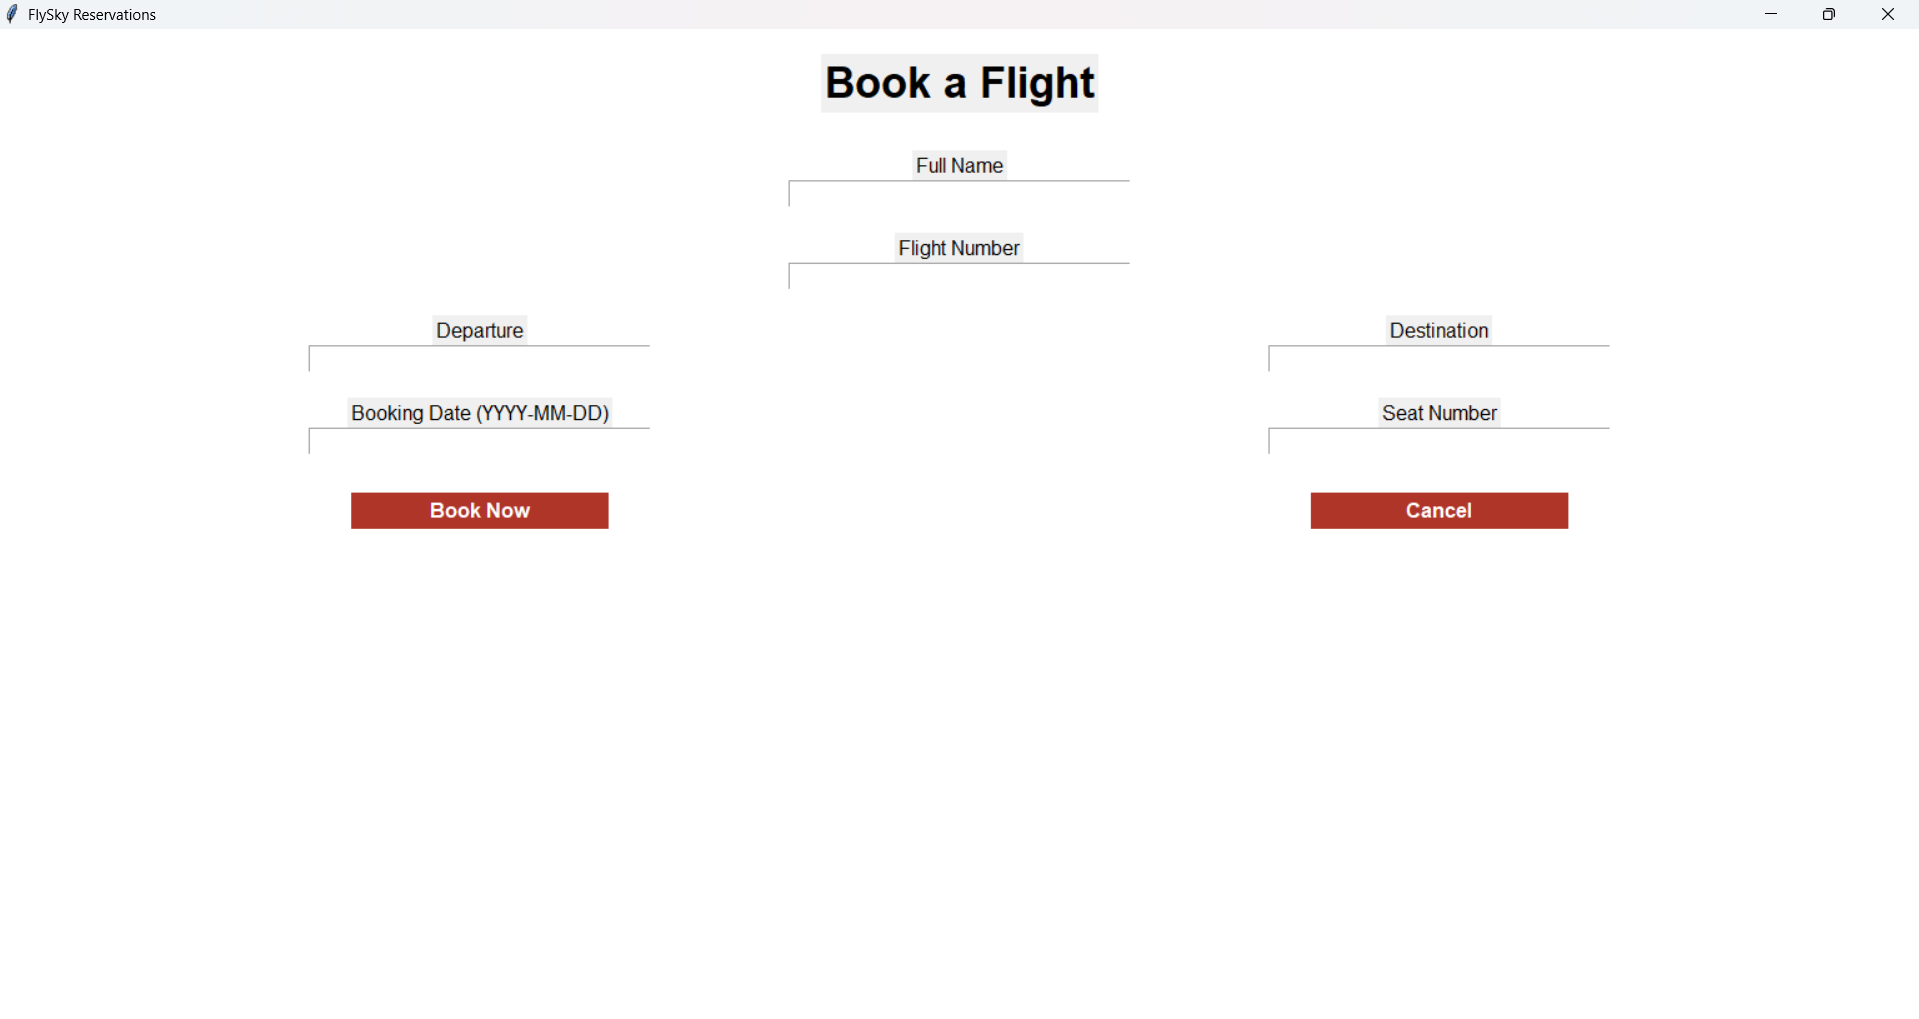 FlySky Reservations
Book a Flight
Full Name
Flight Number
Departure
Destination
Booking Date (YYYY-MM-DD)
Seat Number
Book Now
Cancel